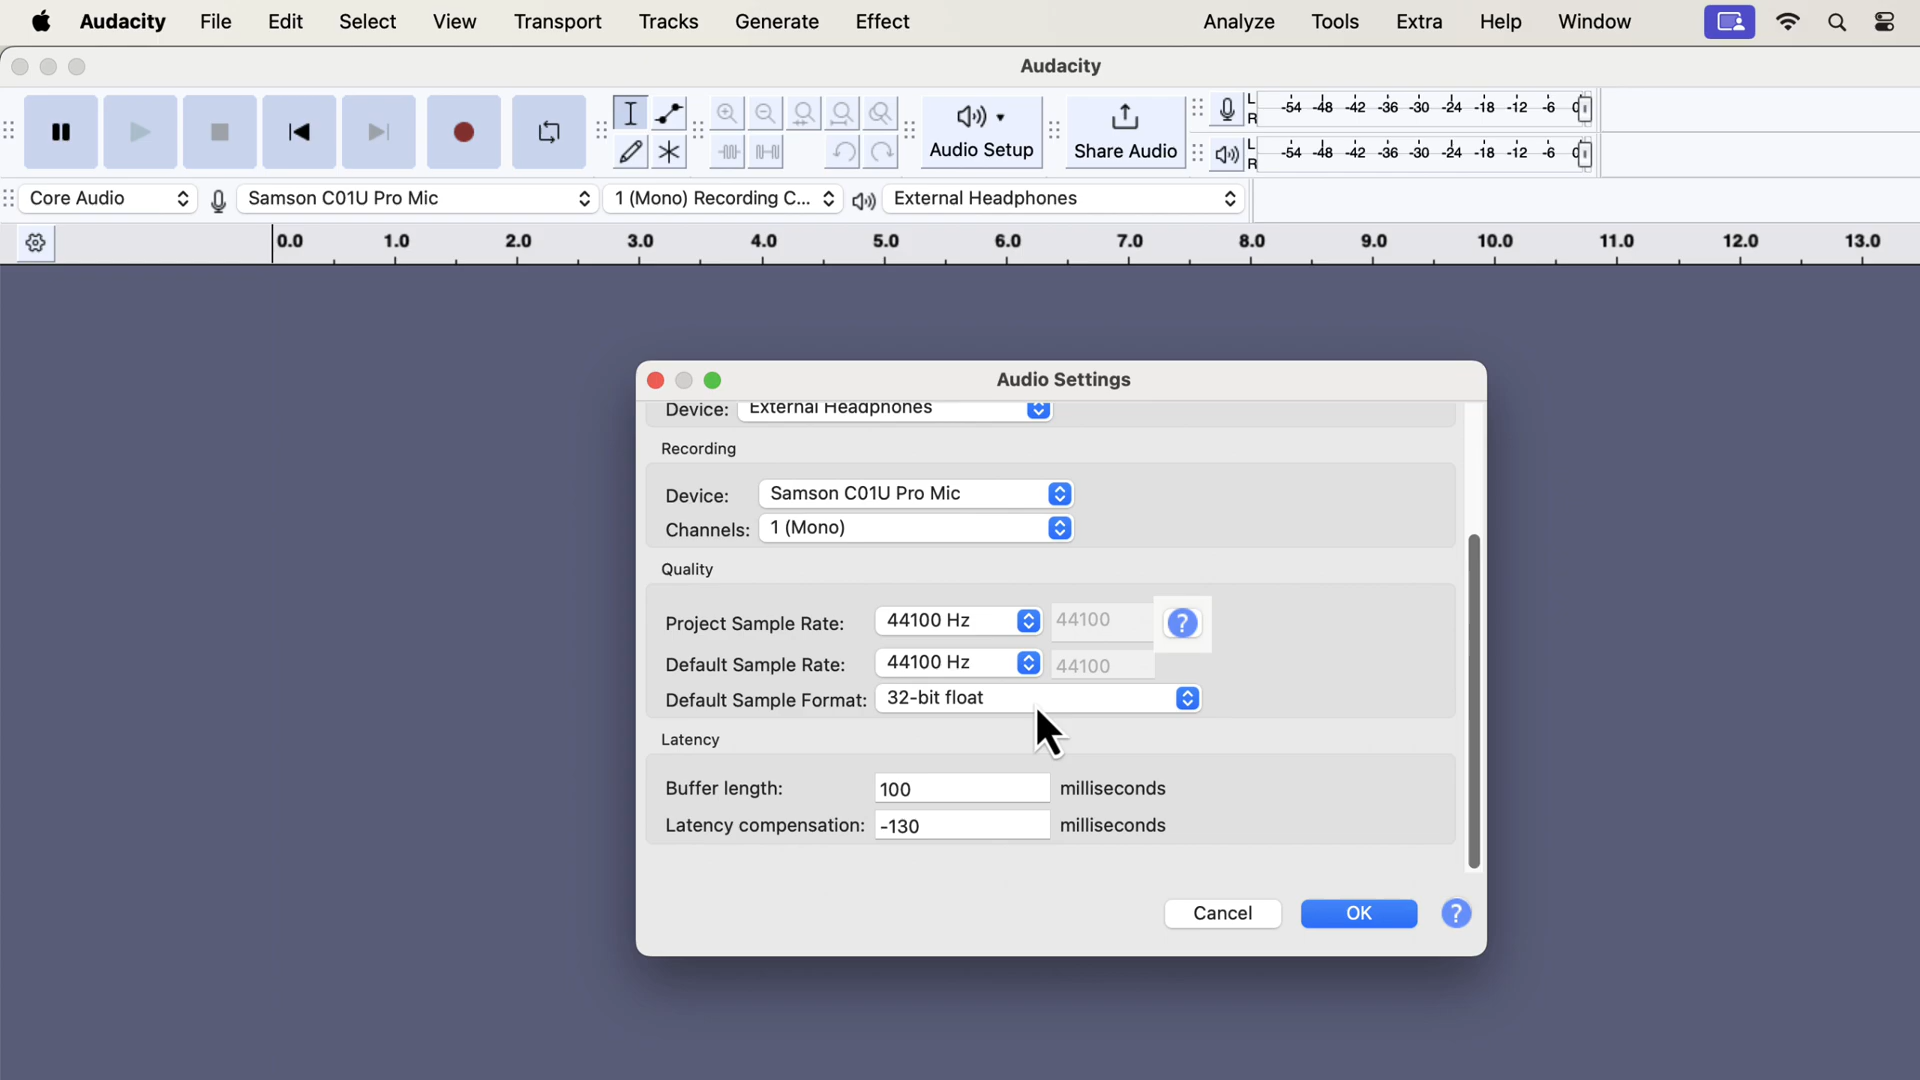 Audacity File Edit Select View Transport Tracks Generate Effect Analyze Tools Extra Help Window
Audacity
Audio Setup
Share Audio
L
R
-54 -48 -42 -36 -30 -24 -18 -12 -6 0
L
R
-54 -48 -42 -36 -30 -24 -18 -12 -6 0
Core Audio Samson C01U Pro Mic 1 (Mono) Recording C... External Headphones
0.0 1.0 2.0 3.0 4.0 5.0 6.0 7.0 8.0 9.0 10.0 11.0 12.0 13.0
Audio Settings
Device: External Headphones
Recording
Device: Samson C01U Pro Mic
Channels: 1 (Mono)
Quality
Project Sample Rate: 44100 Hz 44100 ?
Default Sample Rate: 44100 Hz 44100
Default Sample Format: 32-bit float
Latency
Buffer length: 100 milliseconds
Latency compensation: -130 milliseconds
Cancel OK ?